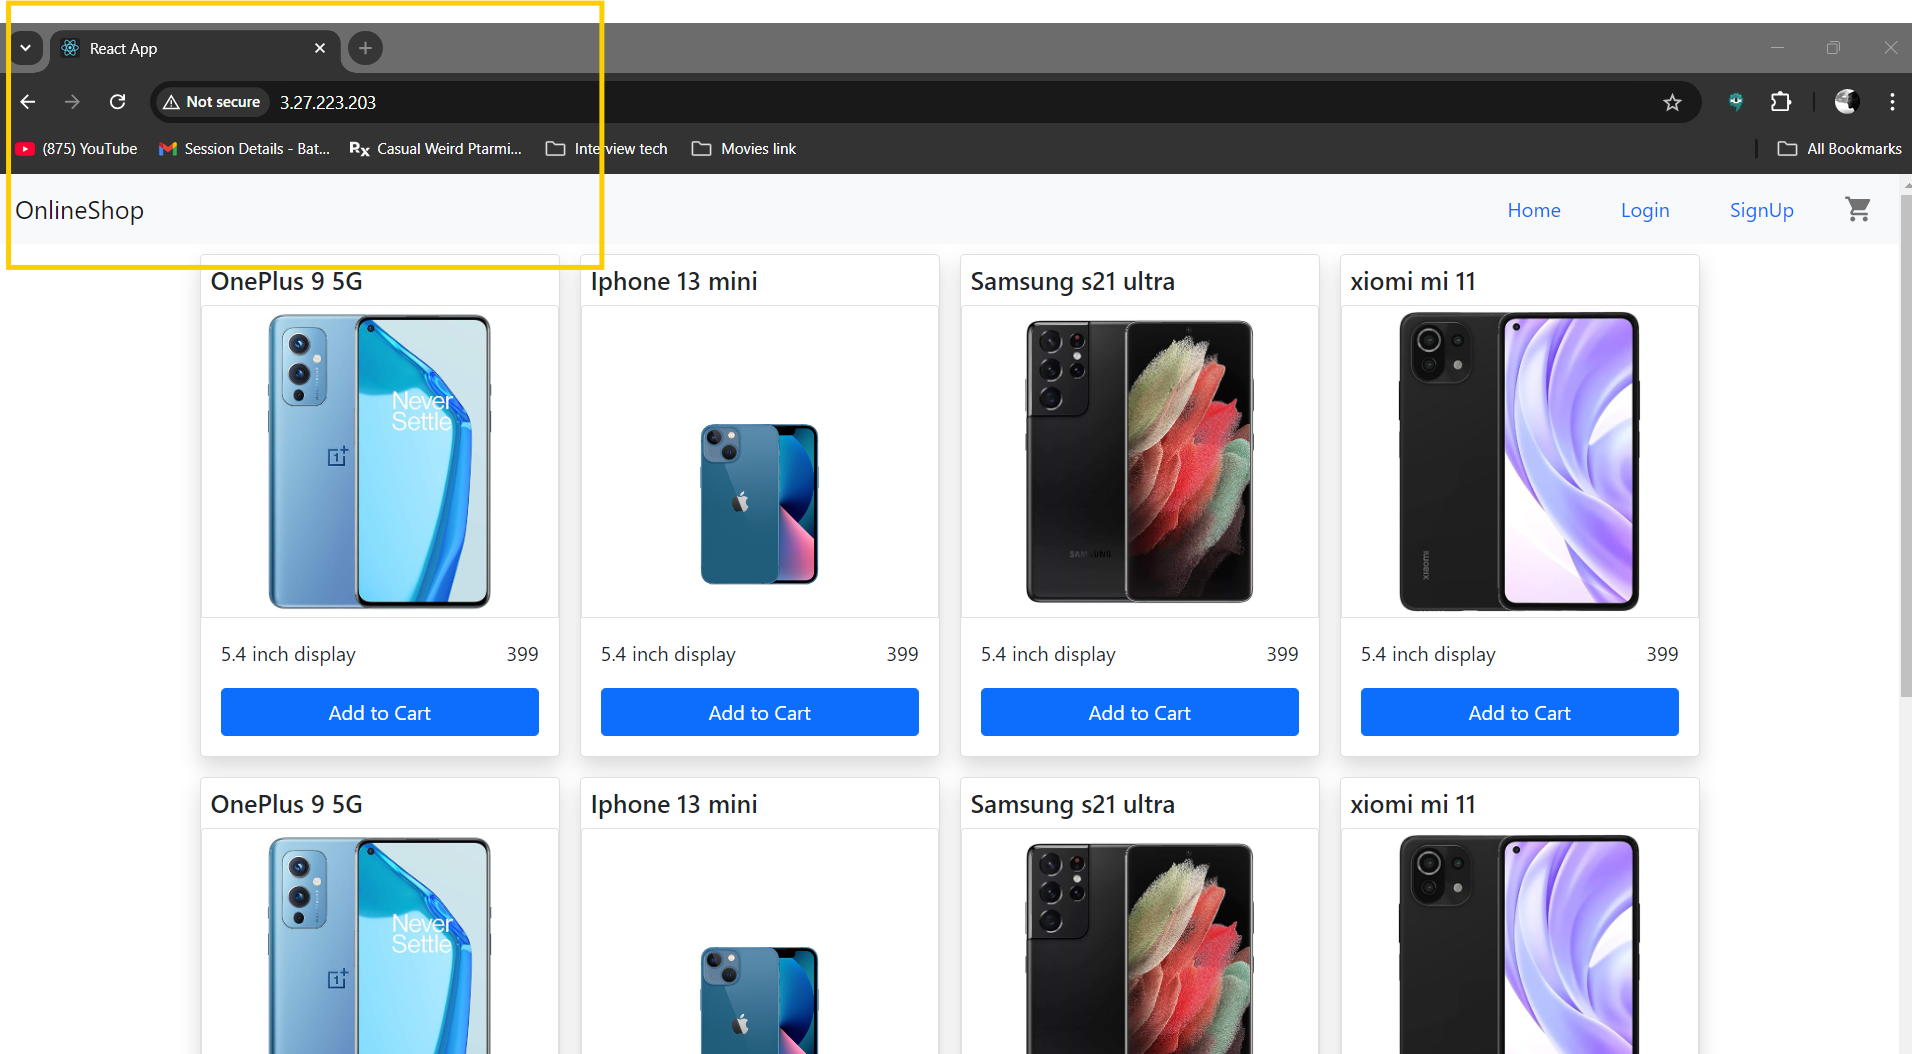 React App
Not secure 3.27.223.203
(875) YouTube Session Details - Bat... Rx Casual Weird Ptarmi... Interview tech Movies link All Bookmarks
OnlineShop Home Login SignUp
OnePlus 9 5G Iphone 13 mini Samsung s21 ultra xiomi mi 11
Never
Settle
SAMSUNG
xiaomi
5.4 inch display 399 5.4 inch display 399 5.4 inch display 399 5.4 inch display 399
Add to Cart Add to Cart Add to Cart Add to Cart
OnePlus 9 5G Iphone 13 mini Samsung s21 ultra xiomi mi 11
Never
Settle